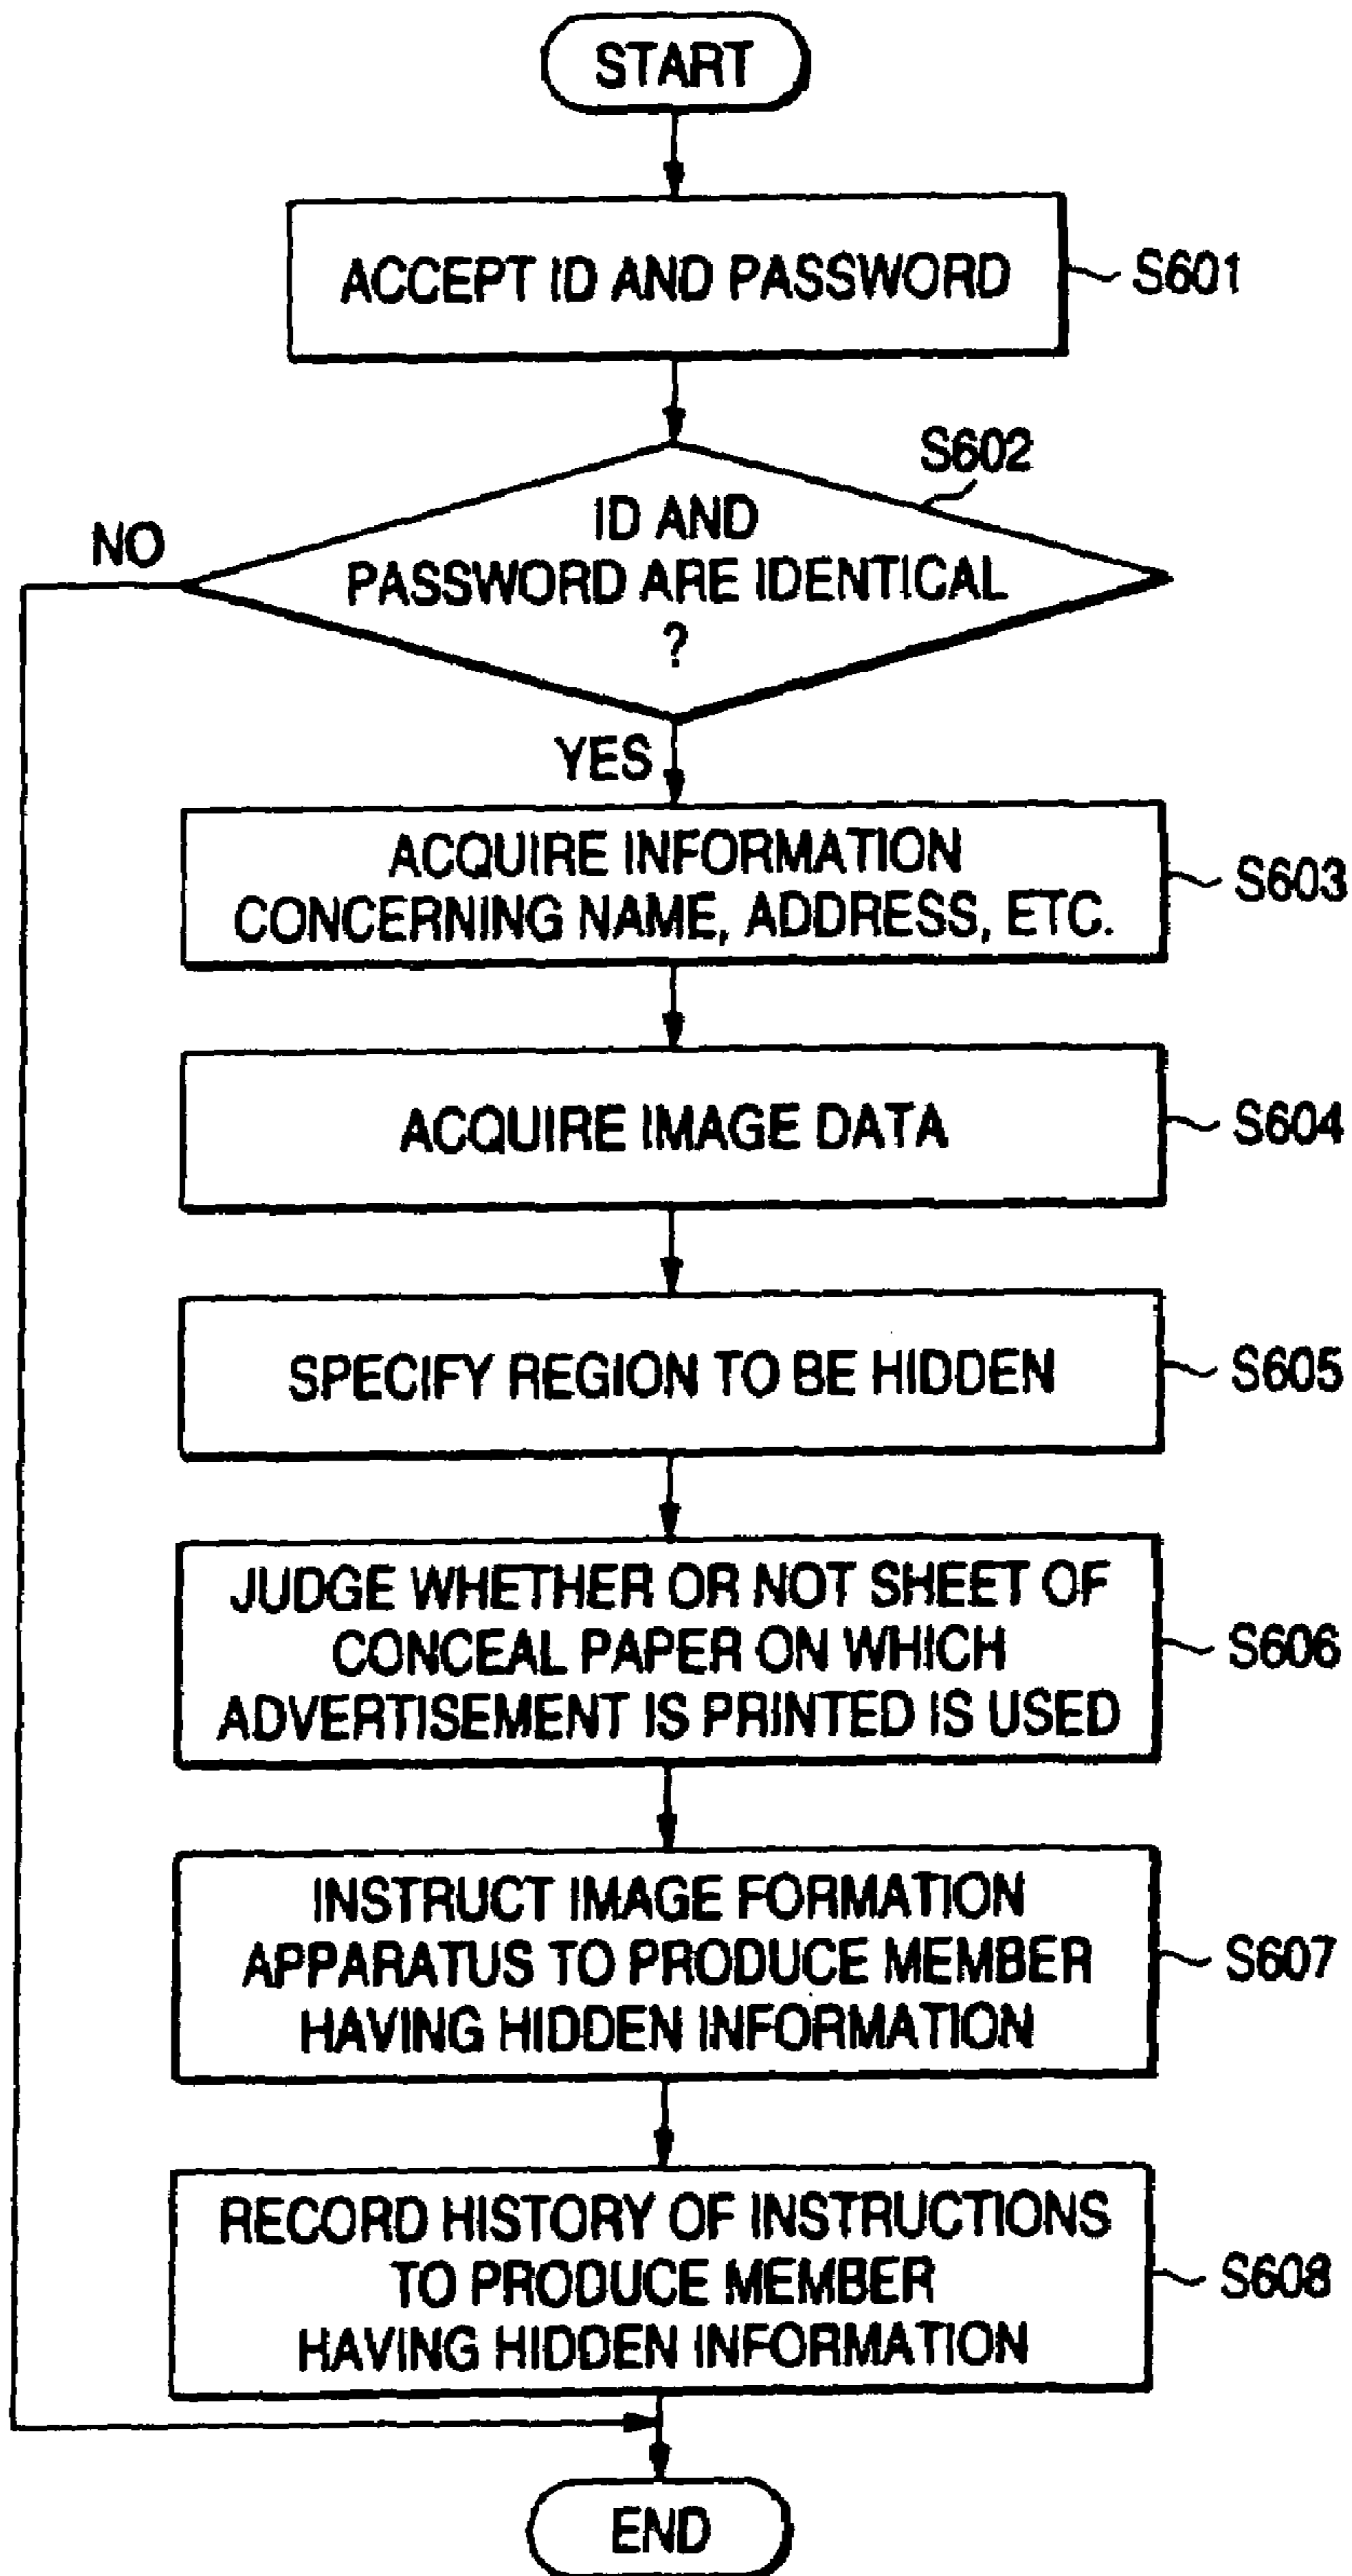 START
ACCEPT ID AND PASSWORD
S601
S602
ID AND
PASSWORD ARE IDENTICAL
?
NO
YES
ACQUIRE INFORMATION
CONCERNING NAME, ADDRESS, ETC.
S603
ACQUIRE IMAGE DATA
S604
SPECIFY REGION TO BE HIDDEN
S605
JUDGE WHETHER OR NOT SHEET OF
CONCEAL PAPER ON WHICH
ADVERTISEMENT IS PRINTED IS USED
S606
INSTRUCT IMAGE FORMATION
APPARATUS TO PRODUCE MEMBER
HAVING HIDDEN INFORMATION
S607
RECORD HISTORY OF INSTRUCTIONS
TO PRODUCE MEMBER
HAVING HIDDEN INFORMATION
S608
END